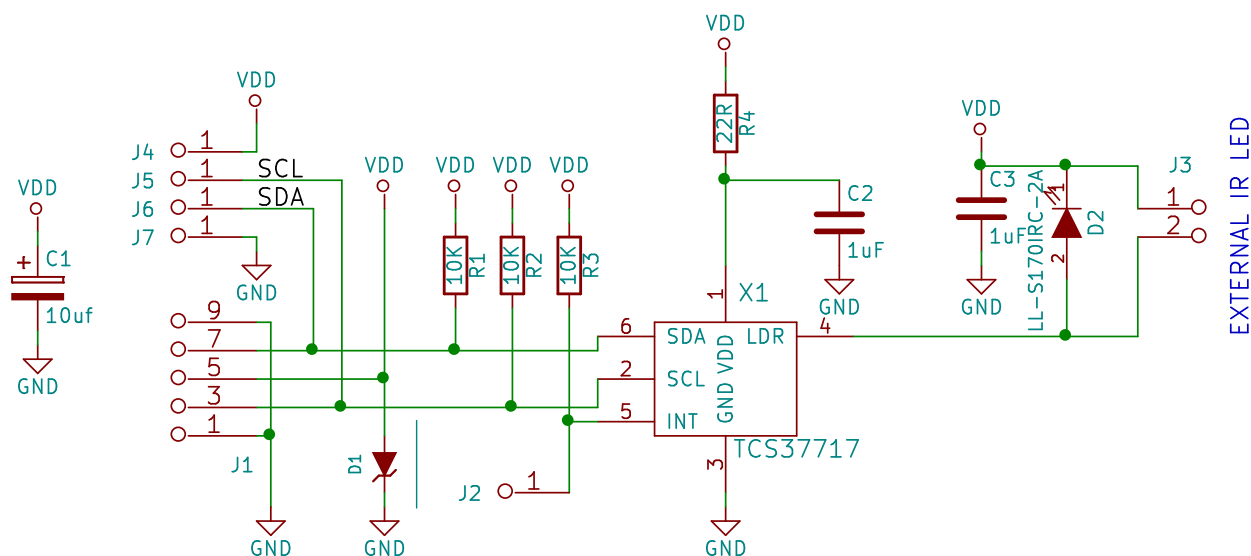 VDD
VDD
22R
R4
VDD
J4
1
J5
1
SCL
J6
1
SDA
J7
1
GND
VDD
VDD
VDD
VDD
VDD
C3
1uF
LL-S170IRC-2A
1
2
D2
J3
1
2
EXTERNAL IR LED
VDD
+
C1
10uf
GND
10K
R1
10K
R2
10K
R3
C2
1uF
GND
GND
9
7
5
3
1
J1
GND
D1
GND
J2
1
X1
1
6
SDA
LDR
4
2
SCL
VDD
GND
5
INT
3
TCS37717
GND